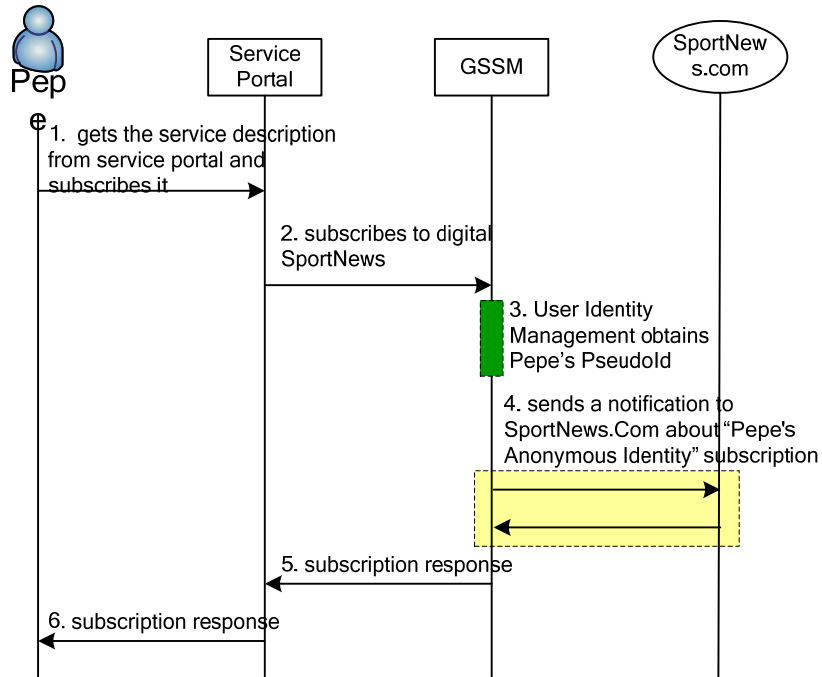 Pep
e
Service
Portal
GSSM
SportNew
s.com
1.  gets the service description
from service portal and
subscribes it
2. subscribes to digital
SportNews
3. User Identity
Management obtains
Pepe's PseudoId
4. sends a notification to
SportNews.Com about “Pepe's
Anonymous Identity” subscription
5. subscription response
6. subscription response